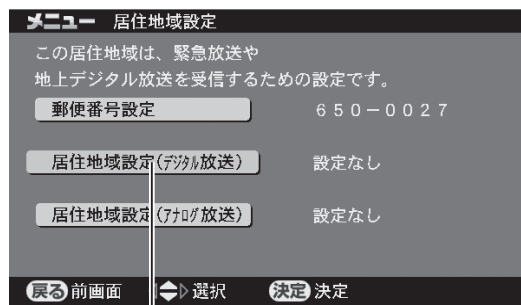 メニュー 居住地域設定
この居住地域は、緊急放送や
地上デジタル放送を受信するための設定です。
郵便番号設定 650-0027
居住地域設定(デジタル放送) 設定なし
居住地域設定(アナログ放送) 設定なし
戻る 前画面 選択 決定 決定